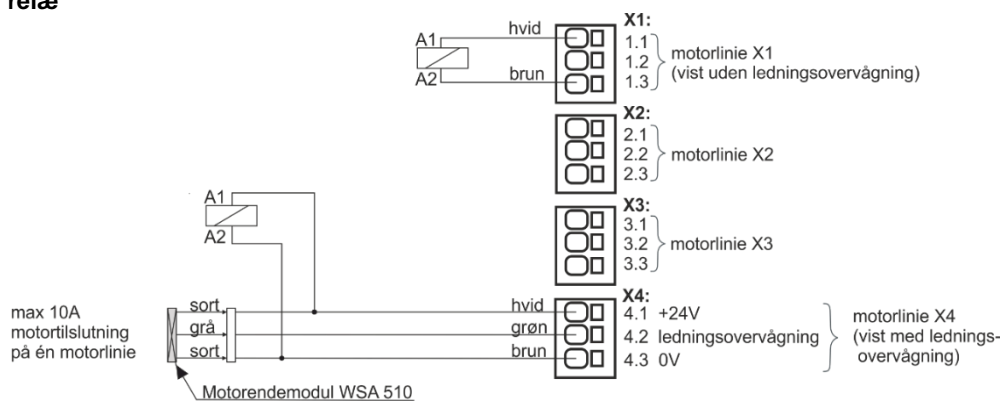 relæ
X1:
hvid
A1
1.1
1.2
motorlinie X1
(vist uden ledningsovervågning)
A2
brun
1.3
X2:
2.1
2.2
motorlinie X2
2.3
X3:
3.1
3.2
motorlinie X3
3.3
A1
A2
X4:
max 10A
motortilslutning
på én motorlinie
sort
grå
sort
hvid
grøn
brun
4.1 +24V
4.2 ledningsovervågning
4.3 0V
motorlinie X4
(vist med lednings-
overvågning)
Motorendemodul WSA 510